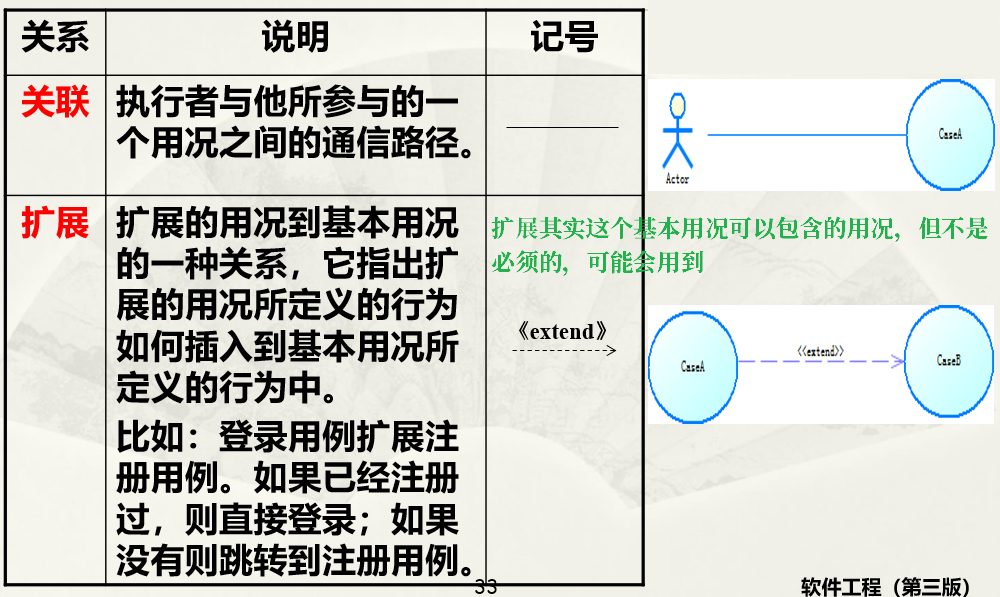 关系 说明 记号
关联 执行者与他所参与的一
个用况之间的通信路径。
Actor
CaseA
扩展 扩展的用况到基本用况
的一种关系，它指出扩
展的用况所定义的行为
如何插入到基本用况所
定义的行为中。
比如：登录用例扩展注
册用例。如果已经注册
过，则直接登录；如果
没有则跳转到注册用例。
扩展其实这个基本用况可以包含的用况，但不是
必须的，可能会用到
《extend》
CaseA
<<extend>>
CaseB
33
软件工程（第三版）